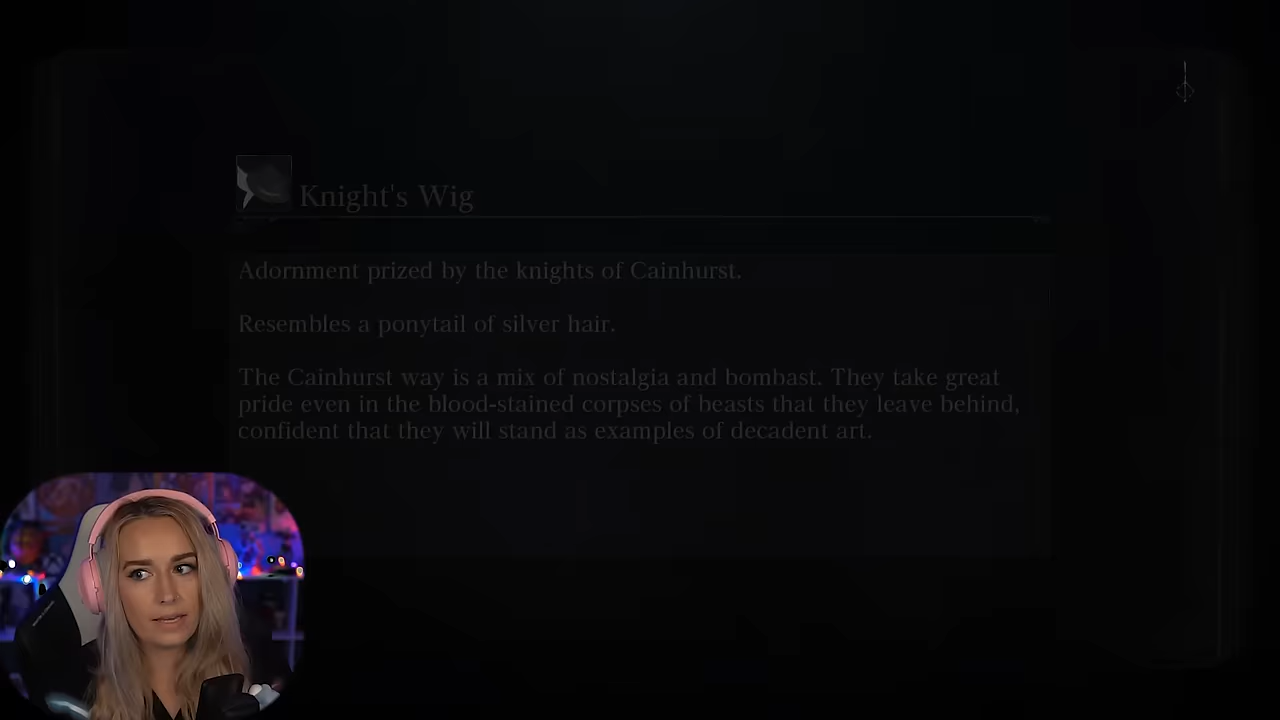 Knight's Wig
Adornment prized by the knights of Cainhurst.
Resembles a ponytail of silver hair.
The Cainhurst way is a mix of nostalgia and bombast. They take great
pride even in the blood-stained corpses of beasts that they leave behind,
confident that they will stand as examples of decadent art.